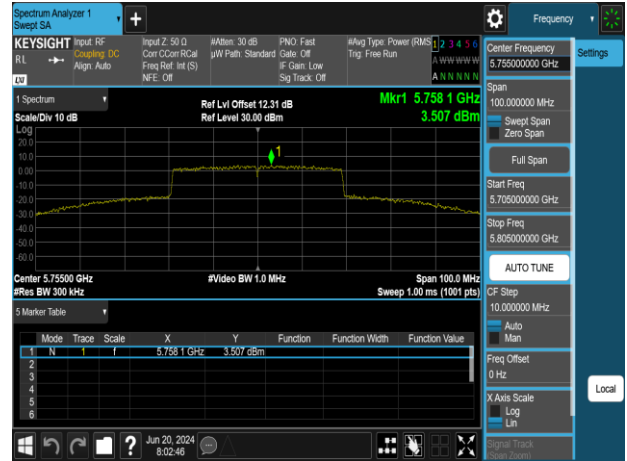 Spectrum Analyzer 1
Swept SA
Frequency
KEYSIGHT
RL
LXI
Input: RF
Coupling: DC
Align: Auto
Input Z: 50 Ω
Corr CCorr RCal
Freq Ref: Int (S)
NFE: Off
#Atten: 30 dB
µW Path: Standard
PNO: Fast
Gate: Off
IF Gain: Low
Sig Track: Off
#Avg Type: Power (RMS
Trig: Free Run
1 2 3 4 5 6
A W W W W W
A N N N N N
1 Spectrum
Scale/Div 10 dB
Ref Lvl Offset 12.31 dB
Ref Level 30.00 dBm
Mkr1 5.758 1 GHz
3.507 dBm
Log
20.0
10.0
0.00
-10.0
-20.0
-30.0
-40.0
-50.0
-60.0
1
Center 5.75500 GHz
#Res BW 300 kHz
#Video BW 1.0 MHz
Span 100.0 MHz
Sweep 1.00 ms (1001 pts)
5 Marker Table
Mode Trace Scale X Y Function Function Width Function Value
1 N 1 f 5.758 1 GHz 3.507 dBm
2
3
4
5
6
Jun 20, 2024
8:02:46
Center Frequency
5.755000000 GHz
Settings
Span
100.000000 MHz
Swept Span
Zero Span
Full Span
Start Freq
5.705000000 GHz
Stop Freq
5.805000000 GHz
AUTO TUNE
CF Step
10.000000 MHz
Auto
Man
Freq Offset
0 Hz
X Axis Scale
Log
Lin
Local
Signal Track
(Span Zoom)